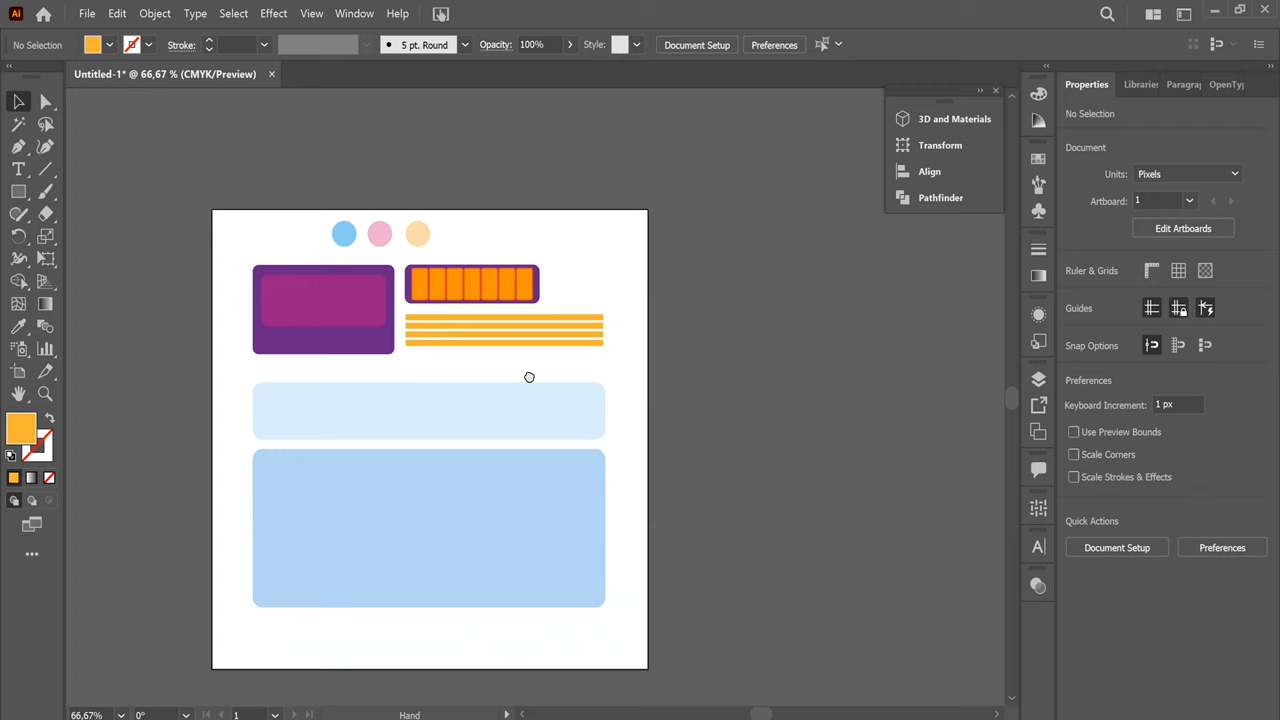 Ai File Edit Object Type Select Effect View Window Help
No Selection Stroke: 5 pt. Round Opacity: 100% Style: Document Setup Preferences
Untitled-1* @ 66,67 % (CMYK/Preview)
3D and Materials
Transform
Align
Pathfinder
Properties Libraries Paragra OpenTy
No Selection
Document
Units: Pixels
Artboard: 1
Edit Artboards
Ruler & Grids
Guides
Snap Options
Preferences
Keyboard Increment: 1 px
Use Preview Bounds
Scale Corners
Scale Strokes & Effects
Quick Actions
Document Setup Preferences
66,67% 0° 1 Hand